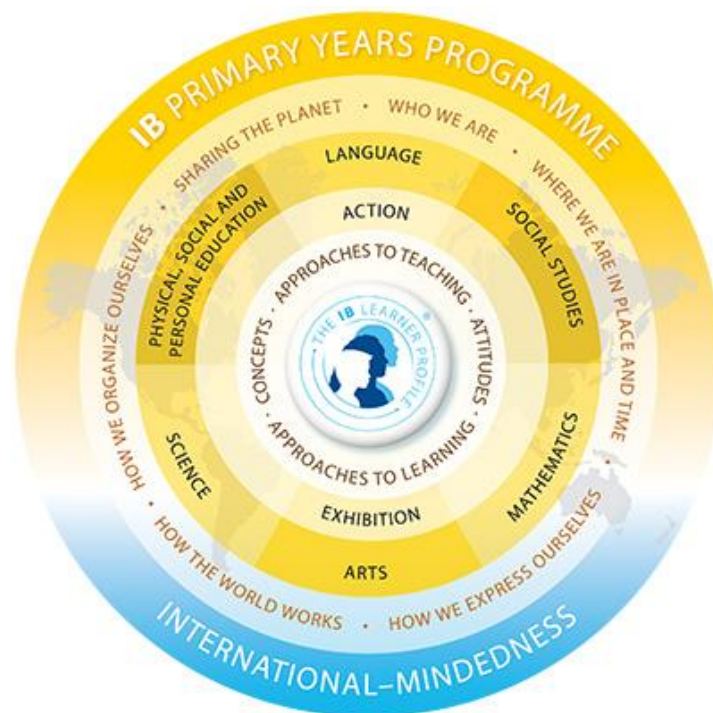 IB PRIMARY YEARS PROGRAMME
SHARING THE PLANET • WHO WE ARE • WHERE WE ARE IN PLACE AND TIME • HOW WE EXPRESS OURSELVES • HOW THE WORLD WORKS • HOW WE ORGANIZE OURSELVES •
LANGUAGE
SOCIAL STUDIES
MATHEMATICS
ARTS
SCIENCE
PHYSICAL, SOCIAL AND
PERSONAL EDUCATION
ACTION
EXHIBITION
APPROACHES TO TEACHING · ATTITUDES · APPROACHES TO LEARNING · CONCEPTS ·
THE IB LEARNER PROFILE ®
INTERNATIONAL–MINDEDNESS